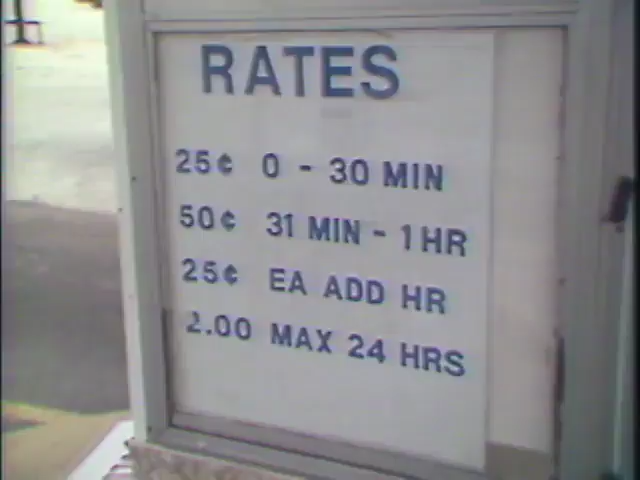 RATES
25¢ 0 - 30 MIN
50¢ 31 MIN - 1 HR
25¢ EA ADD HR
2.00 MAX 24 HRS